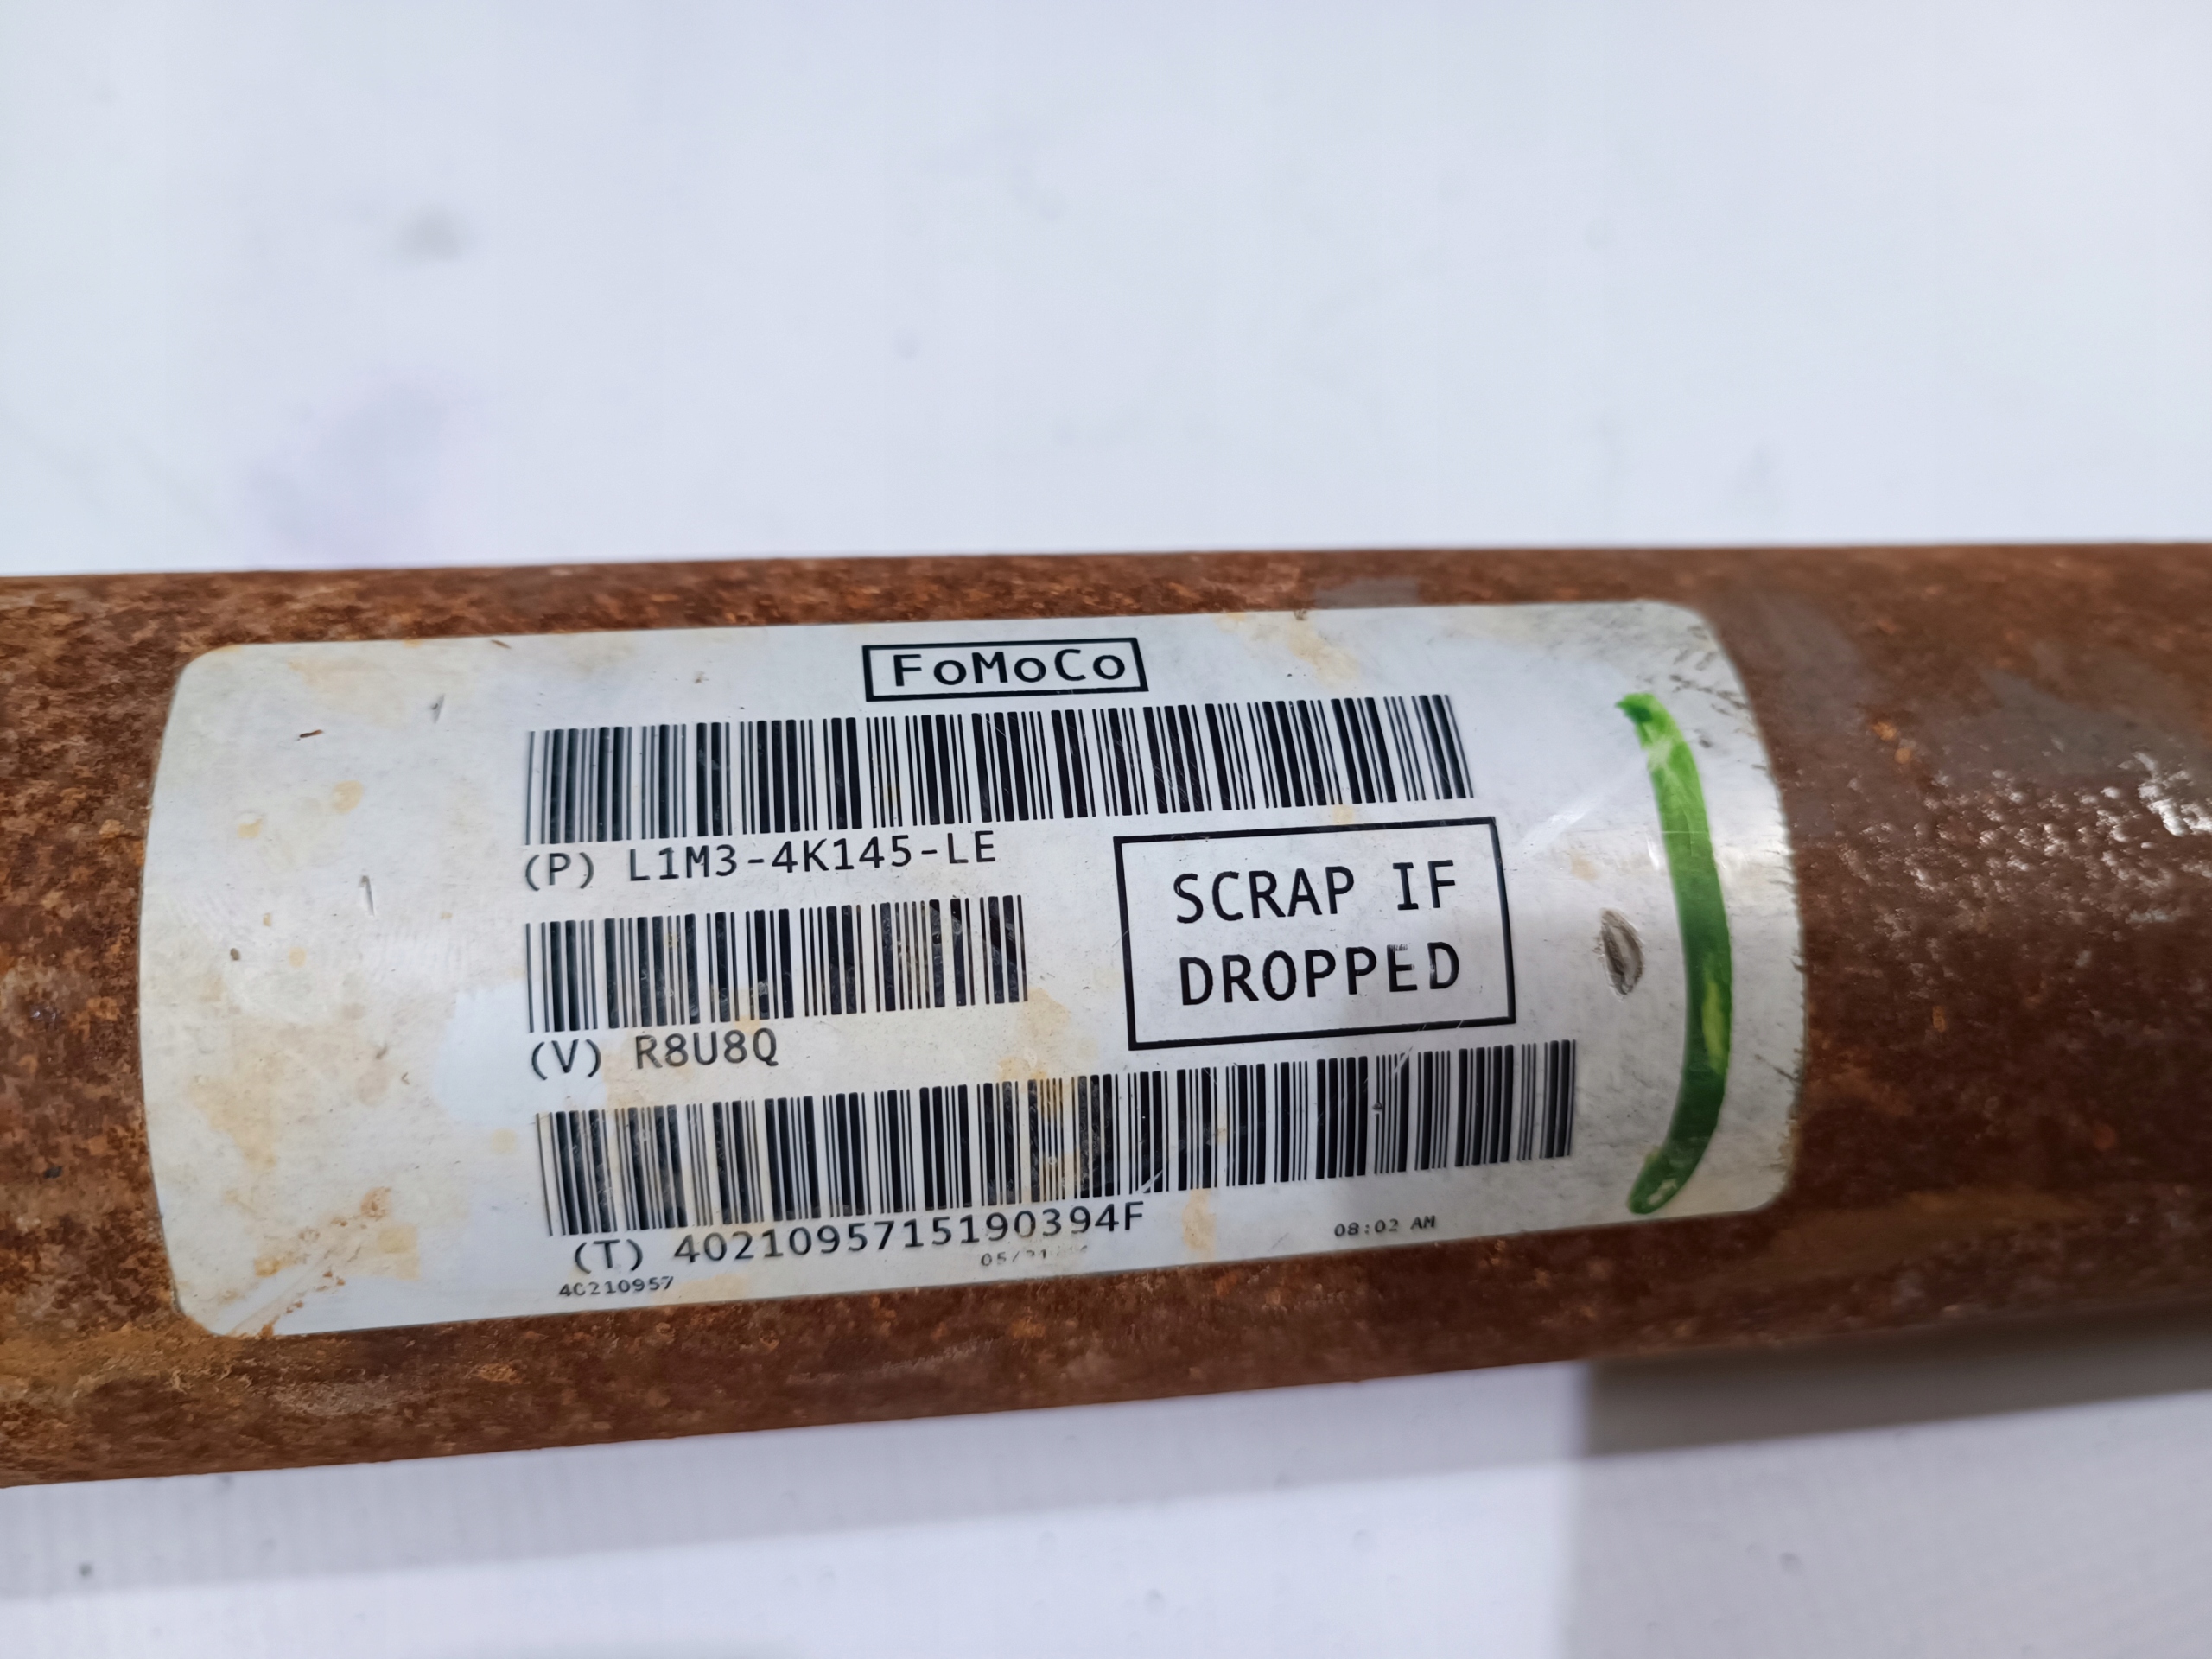 FoMoCo
(P) L1M3-4K145-LE
SCRAP IF
DROPPED
(V) R8U8Q
(T) 4021095715190394F
08:02 AM
40210957